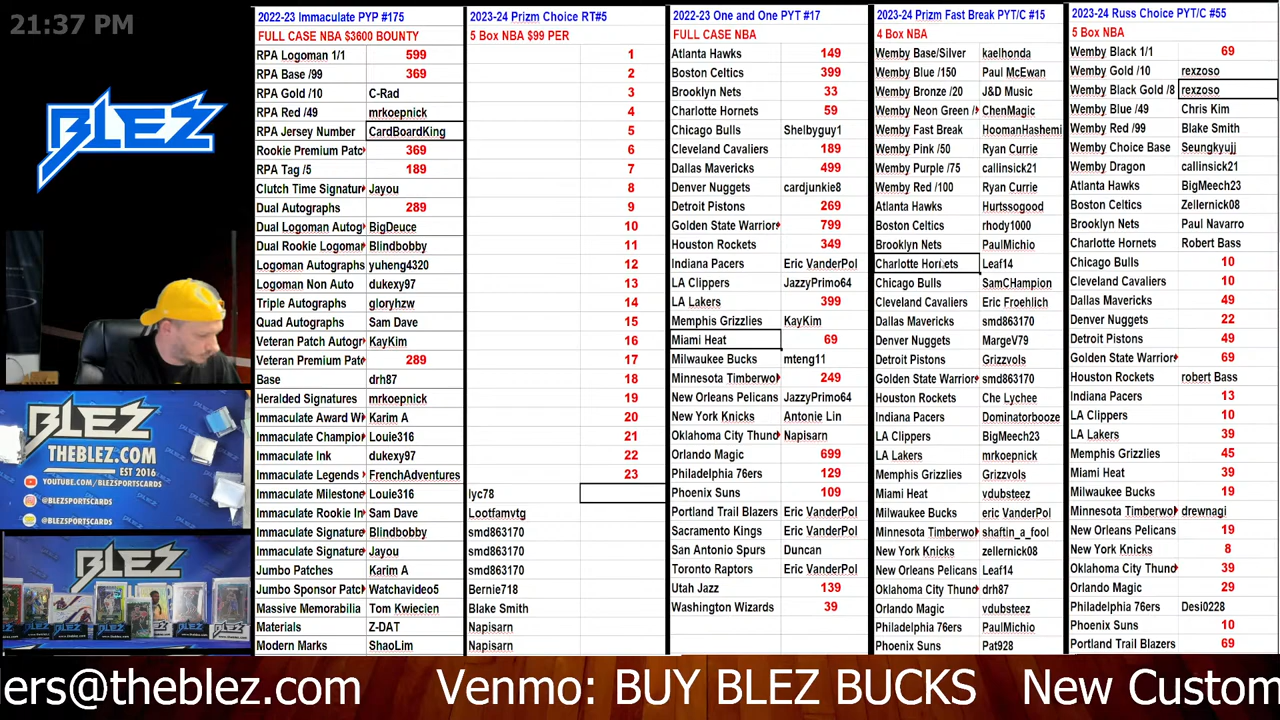 21:37 PM
BLEZ
BLEZ
THEBLEZ.COM
EST 2016
YOUTUBE.COM/BLEZSPORTSCARDS
@BLEZSPORTSCARDS
@BLEZSPORTSCARDS
BLEZ
2022-23 Immaculate PYP #175
FULL CASE NBA $3600 BOUNTY
RPA Logoman 1/1 599
RPA Base /99 369
RPA Gold /10 C-Rad
RPA Red /49 mrkoepnick
RPA Jersey Number CardBoardKing
Rookie Premium Patc 369
RPA Tag /5 189
Clutch Time Signatur Jayou
Dual Autographs 289
Dual Logoman Autog BigDeuce
Dual Rookie Logomar Blindbobby
Logoman Autographs yuheng4320
Logoman Non Auto dukexy97
Triple Autographs gloryhzw
Quad Autographs Sam Dave
Veteran Patch Autogr KayKim
Veteran Premium Pat 289
Base drh87
Heralded Signatures mrkoepnick
Immaculate Award Wi Karim A
Immaculate Champio Louie316
Immaculate Ink dukexy97
Immaculate Legends FrenchAdventures
Immaculate Milestone Louie316
Immaculate Rookie In Sam Dave
Immaculate Signature Blindbobby
Immaculate Signature Jayou
Jumbo Patches Karim A
Jumbo Sponsor Patc Watchavideo5
Massive Memorabilia Tom Kwiecien
Materials Z-DAT
Modern Marks ShaoLim
2023-24 Prizm Choice RT#5
5 Box NBA $99 PER
1
2
3
4
5
6
7
8
9
10
11
12
13
14
15
16
17
18
19
20
21
22
23
lyc78
Lootfamvtg
smd863170
smd863170
smd863170
Bernie718
Blake Smith
Napisarn
Napisarn
2022-23 One and One PYT #17
FULL CASE NBA
Atlanta Hawks 149
Boston Celtics 399
Brooklyn Nets 33
Charlotte Hornets 59
Chicago Bulls Shelbyguy1
Cleveland Cavaliers 189
Dallas Mavericks 499
Denver Nuggets cardjunkie8
Detroit Pistons 269
Golden State Warrior 799
Houston Rockets 349
Indiana Pacers Eric VanderPol
LA Clippers JazzyPrimo64
LA Lakers 399
Memphis Grizzlies KayKim
Miami Heat 69
Milwaukee Bucks mteng11
Minnesota Timberwo 249
New Orleans Pelicans JazzyPrimo64
New York Knicks Antonie Lin
Oklahoma City Thund Napisarn
Orlando Magic 699
Philadelphia 76ers 129
Phoenix Suns 109
Portland Trail Blazers Eric VanderPol
Sacramento Kings Eric VanderPol
San Antonio Spurs Duncan
Toronto Raptors Eric VanderPol
Utah Jazz 139
Washington Wizards 39
2023-24 Prizm Fast Break PYT/C #15
4 Box NBA
Wemby Base/Silver kaelhonda
Wemby Blue /150 Paul McEwan
Wemby Bronze /20 J&D Music
Wemby Neon Green / ChenMagic
Wemby Fast Break HoomanHashemi
Wemby Pink /50 Ryan Currie
Wemby Purple /75 callinsick21
Wemby Red /100 Ryan Currie
Atlanta Hawks Hurtssogood
Boston Celtics rhody1000
Brooklyn Nets PaulMichio
Charlotte Hornets Leaf14
Chicago Bulls SamCHampion
Cleveland Cavaliers Eric Froehlich
Dallas Mavericks smd863170
Denver Nuggets MargeV79
Detroit Pistons Grizzvols
Golden State Warrior smd863170
Houston Rockets Che Lychee
Indiana Pacers Dominatorbooze
LA Clippers BigMeech23
LA Lakers mrkoepnick
Memphis Grizzlies Grizzvols
Miami Heat vdubsteez
Milwaukee Bucks eric VanderPol
Minnesota Timberwo shaftin_a_fool
New York Knicks zellernick08
New Orleans Pelicans Leaf14
Oklahoma City Thund drh87
Orlando Magic vdubsteez
Philadelphia 76ers PaulMichio
Phoenix Suns Pat928
2023-24 Russ Choice PYT/C #55
5 Box NBA
Wemby Black 1/1 69
Wemby Gold /10 rexzoso
Wemby Black Gold /8 rexzoso
Wemby Blue /49 Chris Kim
Wemby Red /99 Blake Smith
Wemby Choice Base Seungkyujj
Wemby Dragon callinsick21
Atlanta Hawks BigMeech23
Boston Celtics Zellernick08
Brooklyn Nets Paul Navarro
Charlotte Hornets Robert Bass
Chicago Bulls 10
Cleveland Cavaliers 10
Dallas Mavericks 49
Denver Nuggets 22
Detroit Pistons 49
Golden State Warrior 69
Houston Rockets robert Bass
Indiana Pacers 13
LA Clippers 10
LA Lakers 39
Memphis Grizzlies 45
Miami Heat 39
Milwaukee Bucks 19
Minnesota Timberwo drewnagi
New Orleans Pelicans 19
New York Knicks 8
Oklahoma City Thund 39
Orlando Magic 29
Philadelphia 76ers Desi0228
Phoenix Suns 10
Portland Trail Blazers 69
ers@theblez.com Venmo: BUY BLEZ BUCKS New Custom